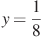 y = 1/8